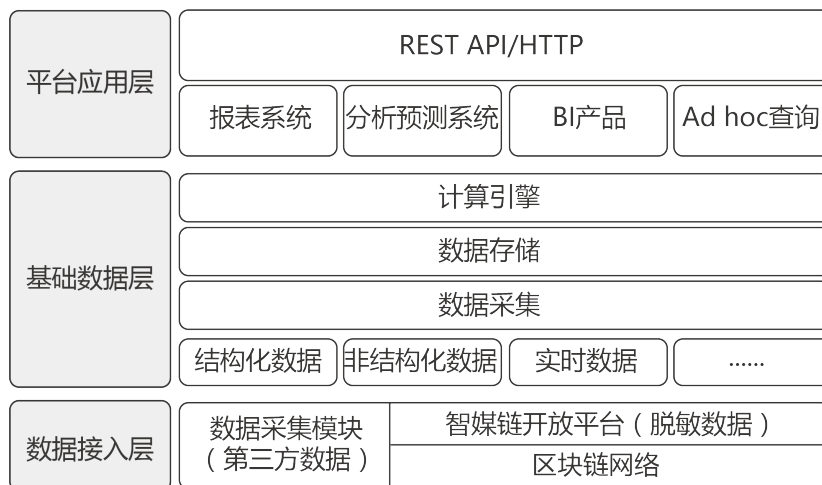 平台应用层
REST API/HTTP
报表系统
分析预测系统
BI产品
Ad hoc查询
基础数据层
计算引擎
数据存储
数据采集
结构化数据
非结构化数据
实时数据
......
数据接入层
数据采集模块
（第三方数据）
智媒链开放平台（脱敏数据）
区块链网络